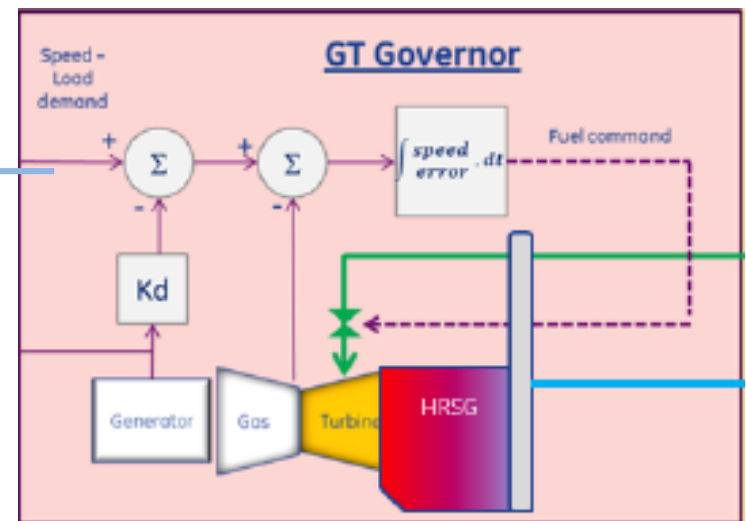 GT Governor
Speed –
Load
demand
+
Σ
-
+
Σ
-
∫ speed error . dt
Fuel command
Kd
Generator
Gas
Turbine
HRSG